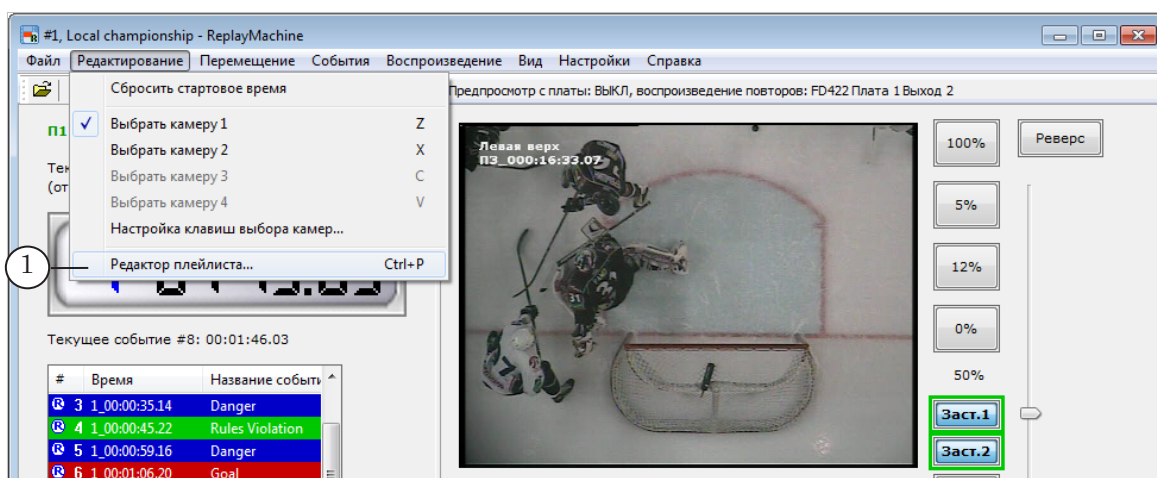 #1, Local championship - ReplayMachine
Файл Редактирование Перемещение События Воспроизведение Вид Настройки Справка
Сбросить стартовое время
Предпросмотр с платы: ВЫКЛ, воспроизведение повторов: FD422 Плата 1 Выход 2
П1
Выбрать камеру 1 Z
Выбрать камеру 2 X
Выбрать камеру 3 C
Выбрать камеру 4 V
Настройка клавиш выбора камер...
Редактор плейлиста... Ctrl+P
1
Тек
(от
Левая верх
П3_000:16:33.07
100%
Реверс
5%
12%
0%
50%
Заст.1
Заст.2
Текущее событие #8: 00:01:46.03
# Время Название событи
R 3 1_00:00:35.14 Danger
R 4 1_00:00:45.22 Rules Violation
R 5 1_00:00:59.16 Danger
R 6 1_00:01:06.20 Goal